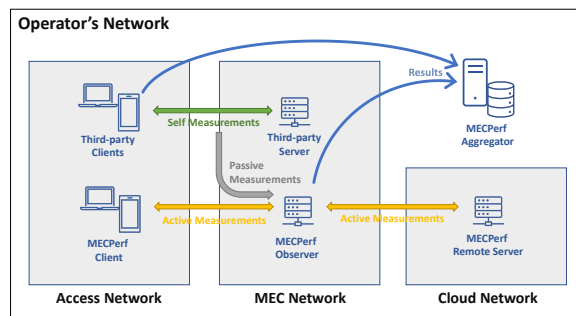 Operator's Network
Results
MECPerf
Aggregator
Third-party
Clients
Self Measurements
Third-party
Server
Passive
Measurements
MECPerf
Client
Active Measurements
MECPerf
Observer
Active Measurements
MECPerf
Remote Server
Access Network
MEC Network
Cloud Network